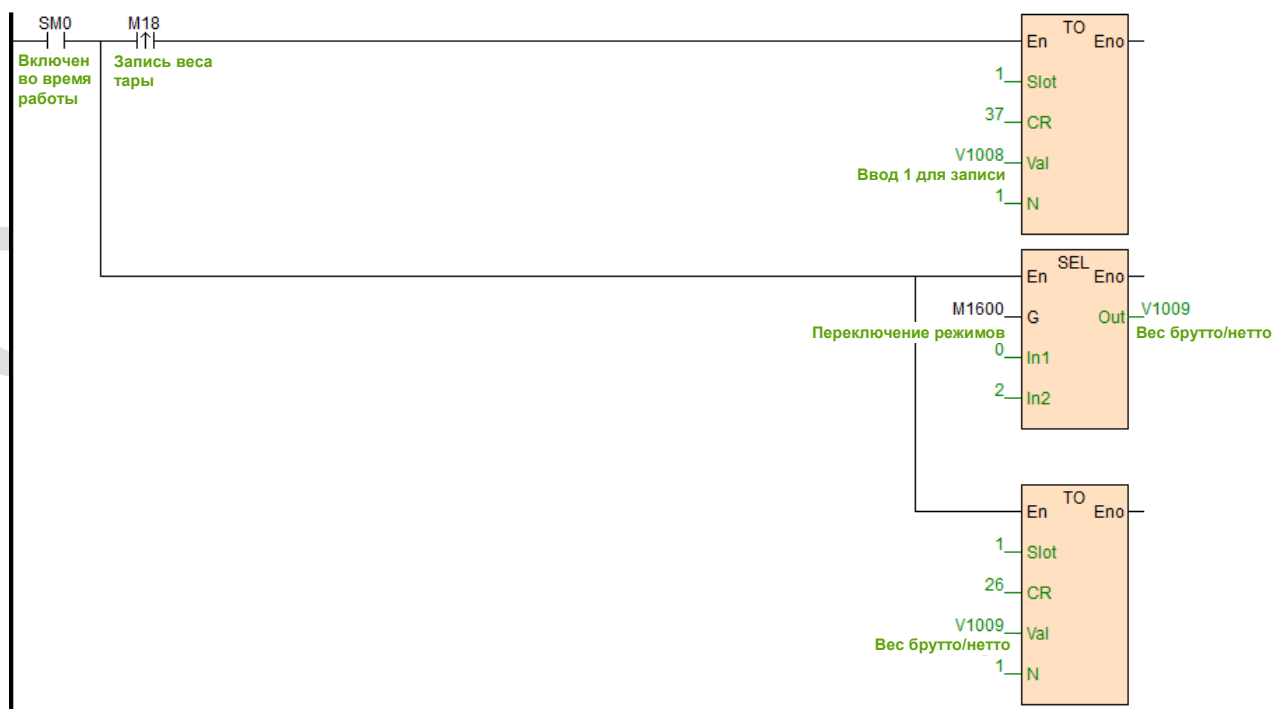 SM0
Включен
во время
работы
M18
Запись веса
тары
TO
En
Eno
1
Slot
37
CR
V1008
Val
Ввод 1 для записи
1
N
SEL
En
Eno
M1600
G
Out
V1009
Переключение режимов
Вес брутто/нетто
0
In1
2
In2
TO
En
Eno
1
Slot
26
CR
V1009
Val
Вес брутто/нетто
1
N